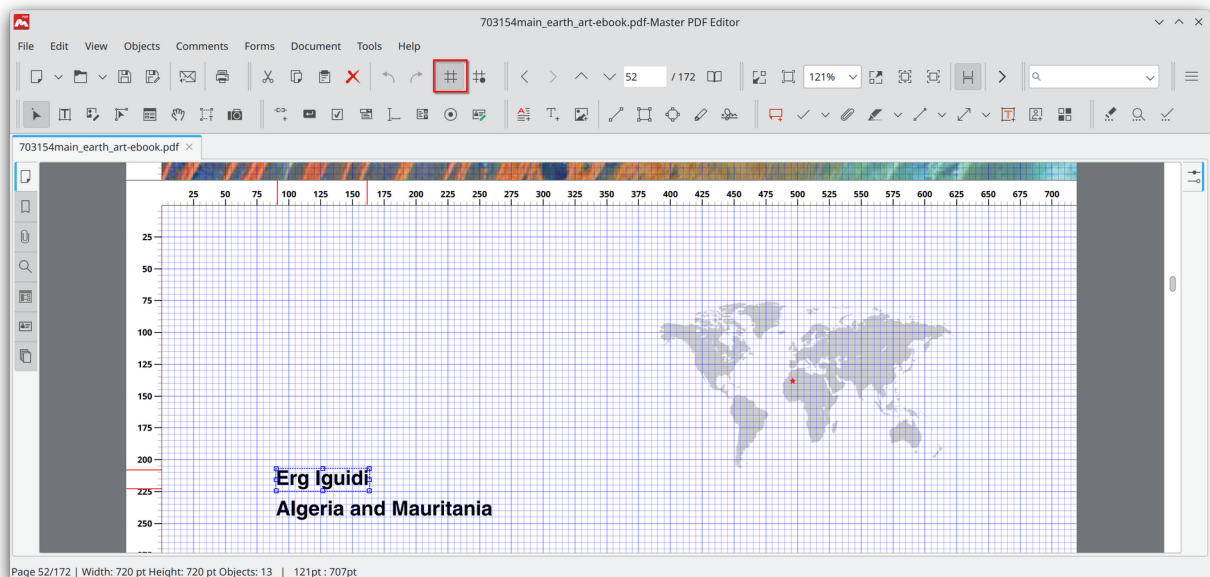 703154main_earth_art-ebook.pdf-Master PDF Editor
File Edit View Objects Comments Forms Document Tools Help
52 / 172 121%
703154main_earth_art-ebook.pdf
25 50 75 100 125 150 175 200 225 250 275 300 325 350 375 400 425 450 475 500 525 550 575 600 625 650 675 700
25
50
75
100
125
150
175
200
225
250
Erg Iguidi
Algeria and Mauritania
Page 52/172 | Width: 720 pt Height: 720 pt Objects: 13 | 121pt : 707pt